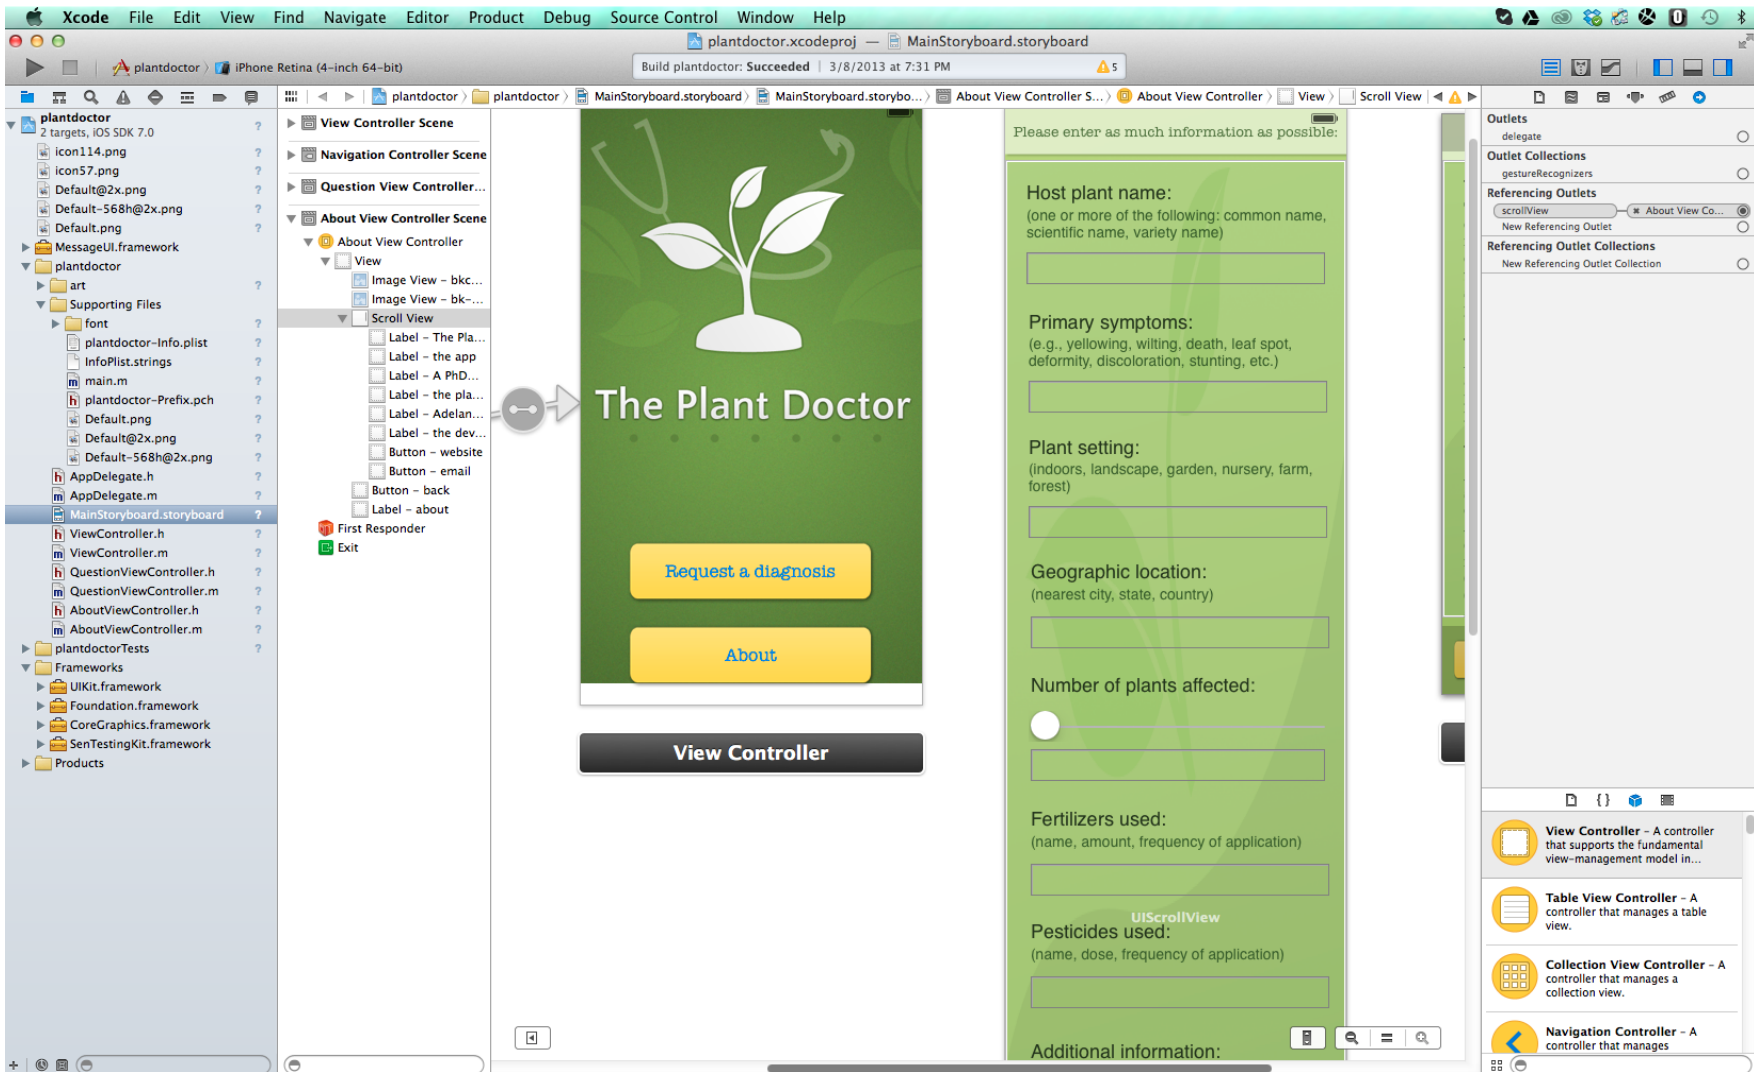 Xcode File Edit View Find Navigate Editor Product Debug Source Control Window Help
plantdoctor.xcodeproj — MainStoryboard.storyboard
plantdoctor iPhone Retina (4-inch 64-bit)
Build plantdoctor: Succeeded | 3/8/2013 at 7:31 PM 5
plantdoctor plantdoctor MainStoryboard.storyboard MainStoryboard.storybo... About View Controller S... About View Controller View Scroll View
plantdoctor
2 targets, iOS SDK 7.0 ?
icon114.png ?
icon57.png ?
Default@2x.png ?
Default-568h@2x.png ?
Default.png ?
MessageUI.framework ?
plantdoctor
art ?
Supporting Files
font ?
plantdoctor-Info.plist ?
InfoPlist.strings ?
main.m ?
plantdoctor-Prefix.pch ?
Default.png ?
Default@2x.png ?
Default-568h@2x.png ?
AppDelegate.h ?
AppDelegate.m ?
MainStoryboard.storyboard ?
ViewController.h ?
ViewController.m ?
QuestionViewController.h ?
QuestionViewController.m ?
AboutViewController.h ?
AboutViewController.m ?
plantdoctorTests ?
Frameworks
UIKit.framework
Foundation.framework
CoreGraphics.framework
SenTestingKit.framework
Products
View Controller Scene
Navigation Controller Scene
Question View Controller...
About View Controller Scene
About View Controller
View
Image View – bkc...
Image View – bk-...
Scroll View
Label – The Pla...
Label – the app
Label – A PhD...
Label – the pla...
Label – Adelan...
Label – the dev...
Button – website
Button – email
Button – back
Label – about
First Responder
Exit
The Plant Doctor
Request a diagnosis
About
View Controller
Please enter as much information as possible:
Host plant name:
(one or more of the following: common name,
scientific name, variety name)
Primary symptoms:
(e.g., yellowing, wilting, death, leaf spot,
deformity, discoloration, stunting, etc.)
Plant setting:
(indoors, landscape, garden, nursery, farm,
forest)
Geographic location:
(nearest city, state, country)
Number of plants affected:
Fertilizers used:
(name, amount, frequency of application)
UIScrollView
Pesticides used:
(name, dose, frequency of application)
Additional information:
Outlets
delegate
Outlet Collections
gestureRecognizers
Referencing Outlets
scrollView About View Co...
New Referencing Outlet
Referencing Outlet Collections
New Referencing Outlet Collection
View Controller – A controller
that supports the fundamental
view-management model in...
Table View Controller – A
controller that manages a table
view.
Collection View Controller – A
controller that manages a
collection view.
Navigation Controller – A
controller that manages